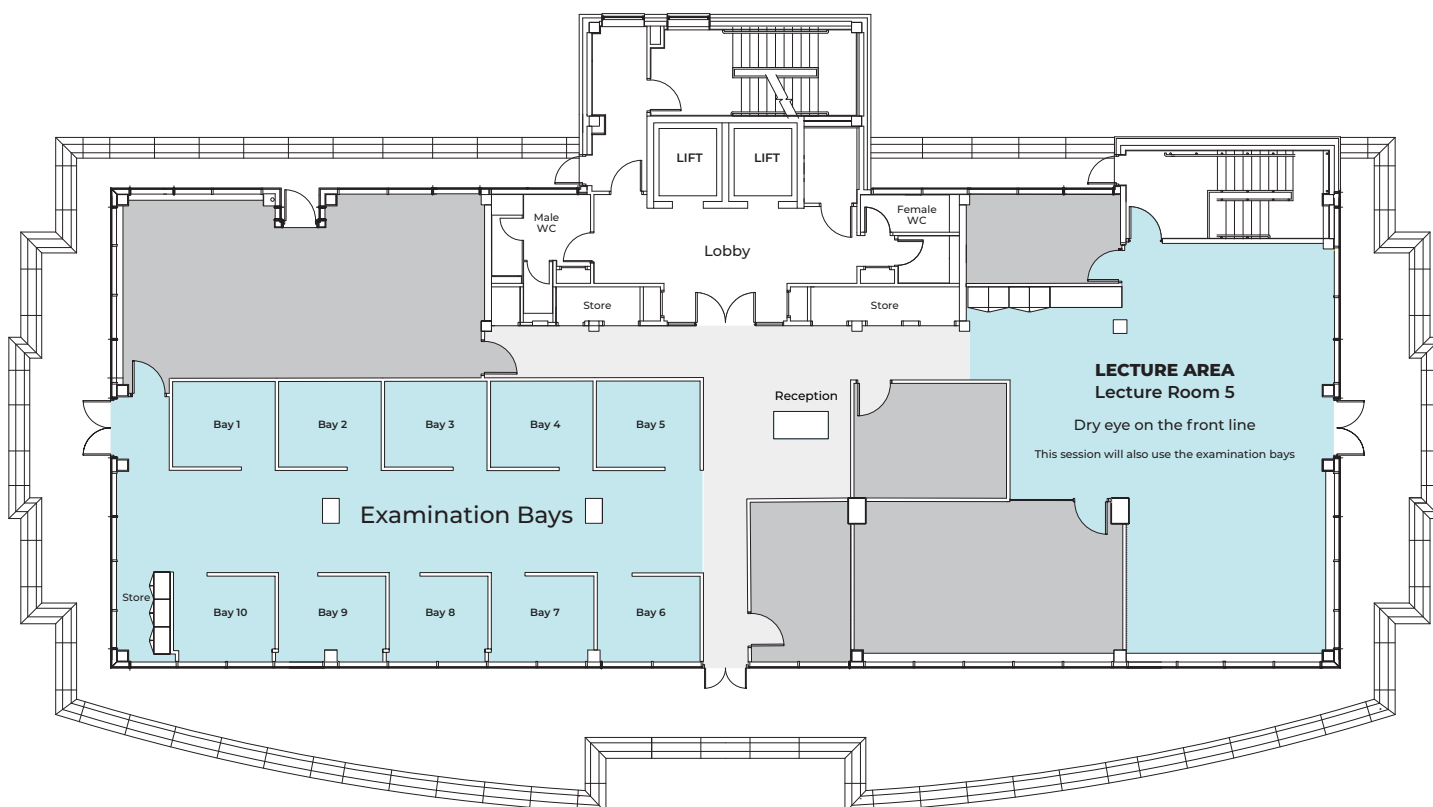 LIFT
LIFT
Male
WC
Female
WC
Lobby
Store
Store
LECTURE AREA
Lecture Room 5
Dry eye on the front line
This session will also use the examination bays
Reception
Bay 1
Bay 2
Bay 3
Bay 4
Bay 5
Examination Bays
Store
Bay 10
Bay 9
Bay 8
Bay 7
Bay 6